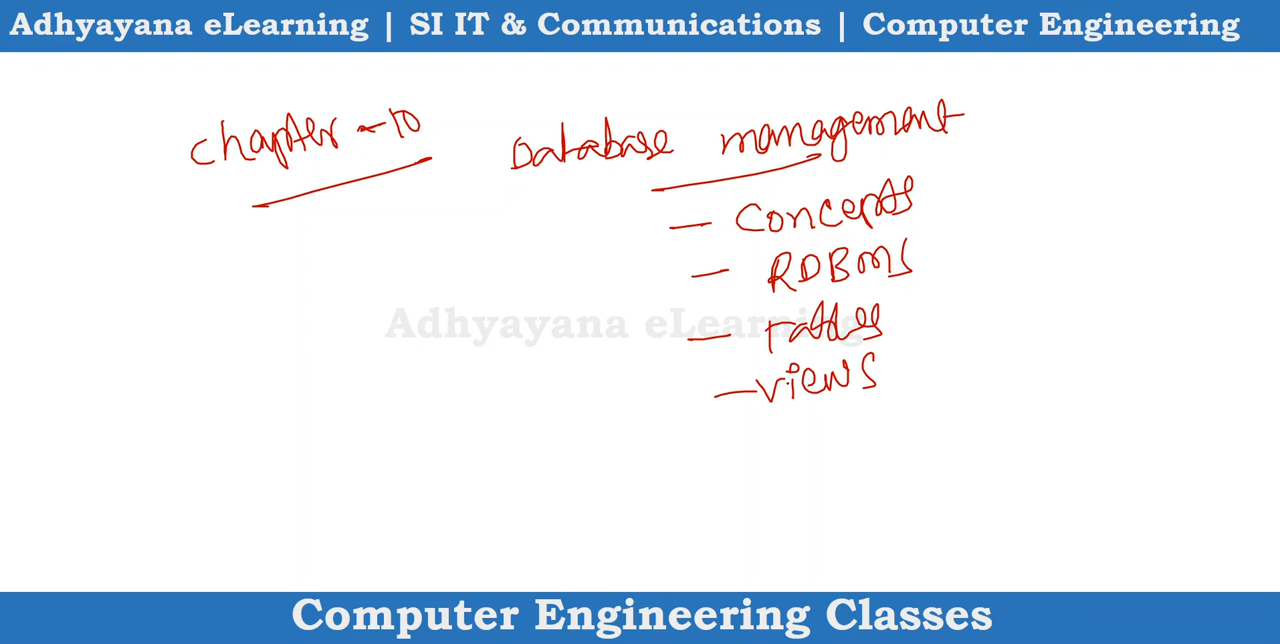 Adhyayana eLearning | SI IT & Communications | Computer Engineering
Chapter - 10 Database management
- Concepts
- RDBMS
- Tables
- Views
Adhyayana eLearning
Computer Engineering Classes